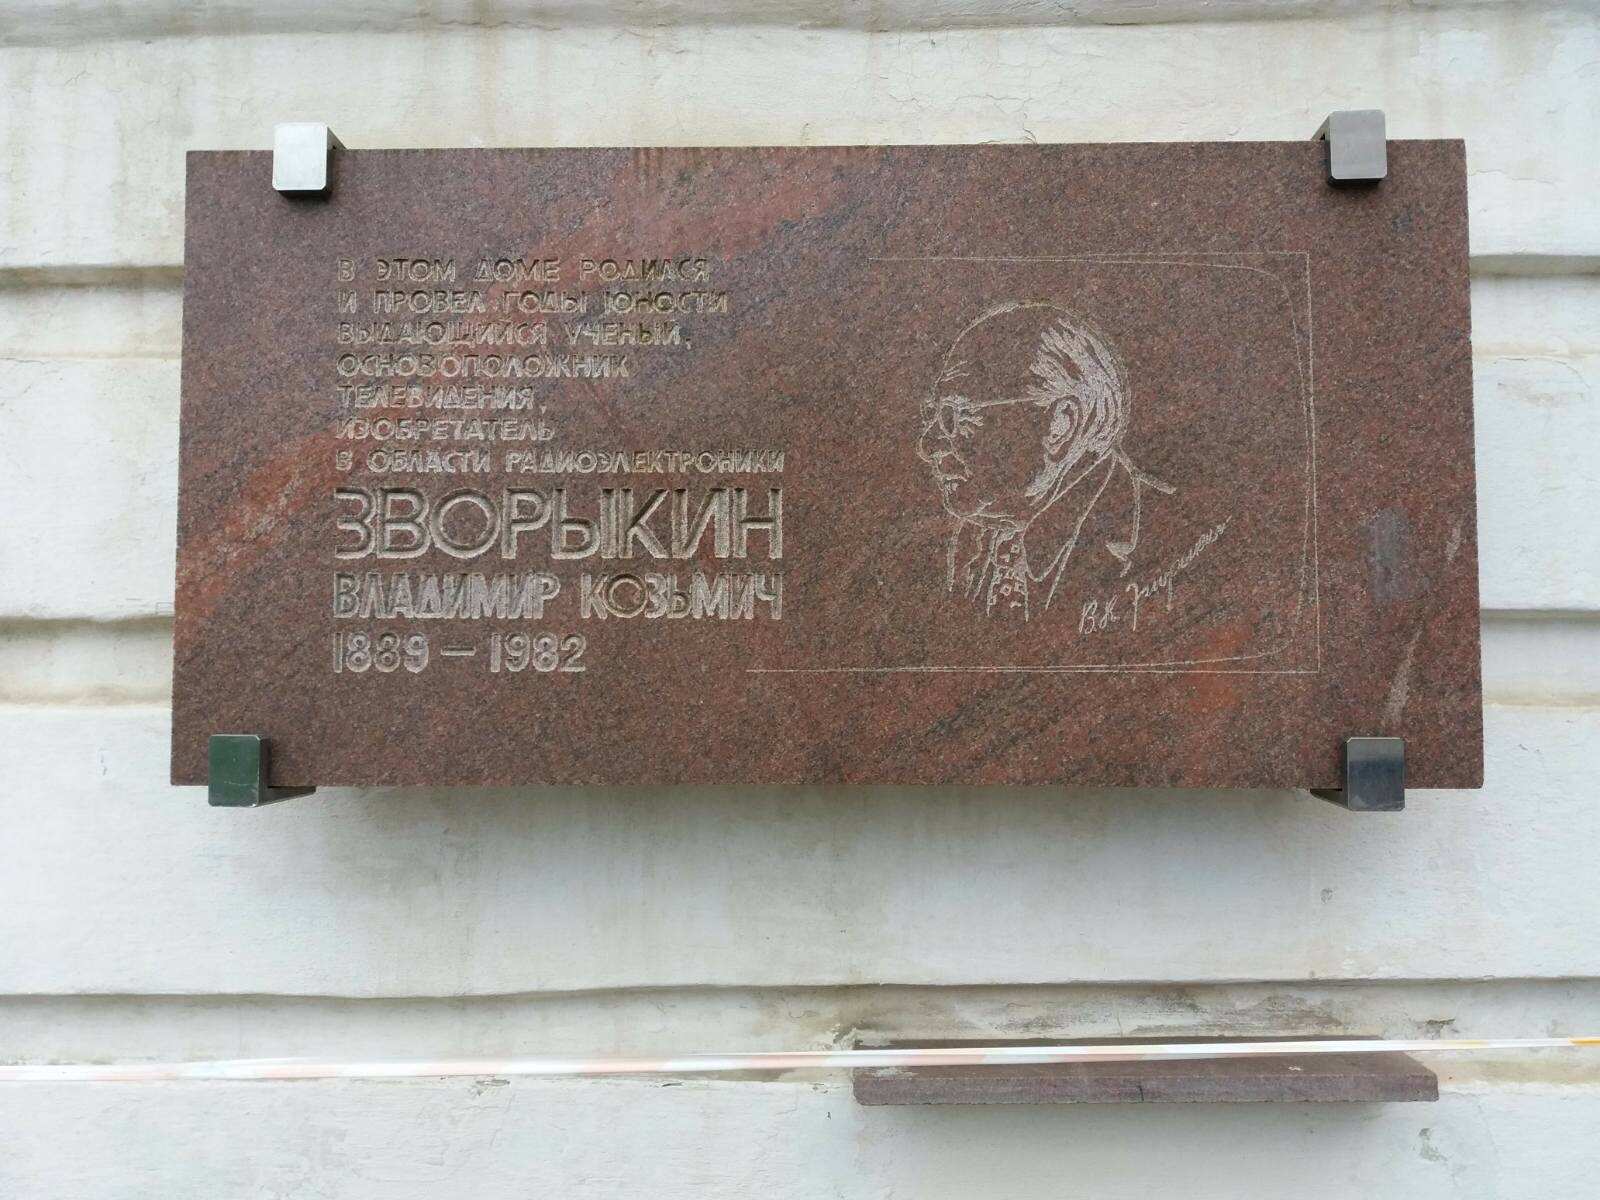 В ЭТОМ ДОМЕ РОДИЛСЯ
И ПРОВЕЛ ГОДЫ ЮНОСТИ
ВЫДАЮЩИЙСЯ УЧЕНЫЙ,
ОСНОВОПОЛОЖНИК
ТЕЛЕВИДЕНИЯ,
ИЗОБРЕТАТЕЛЬ
В ОБЛАСТИ РАДИОЭЛЕКТРОНИКИ
ЗВОРЫКИН
ВЛАДИМИР КОЗЬМИЧ
1889 – 1982
В.К.